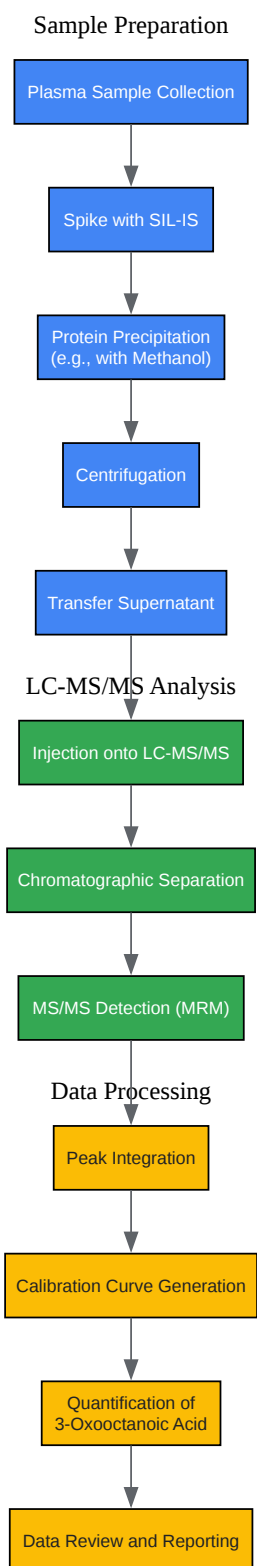 Sample Preparation
Plasma Sample Collection
Spike with SIL-IS
Protein Precipitation
(e.g., with Methanol)
Centrifugation
Transfer Supernatant
LC-MS/MS Analysis
Injection onto LC-MS/MS
Chromatographic Separation
MS/MS Detection (MRM)
Data Processing
Peak Integration
Calibration Curve Generation
Quantification of
3-Oxooctanoic Acid
Data Review and Reporting